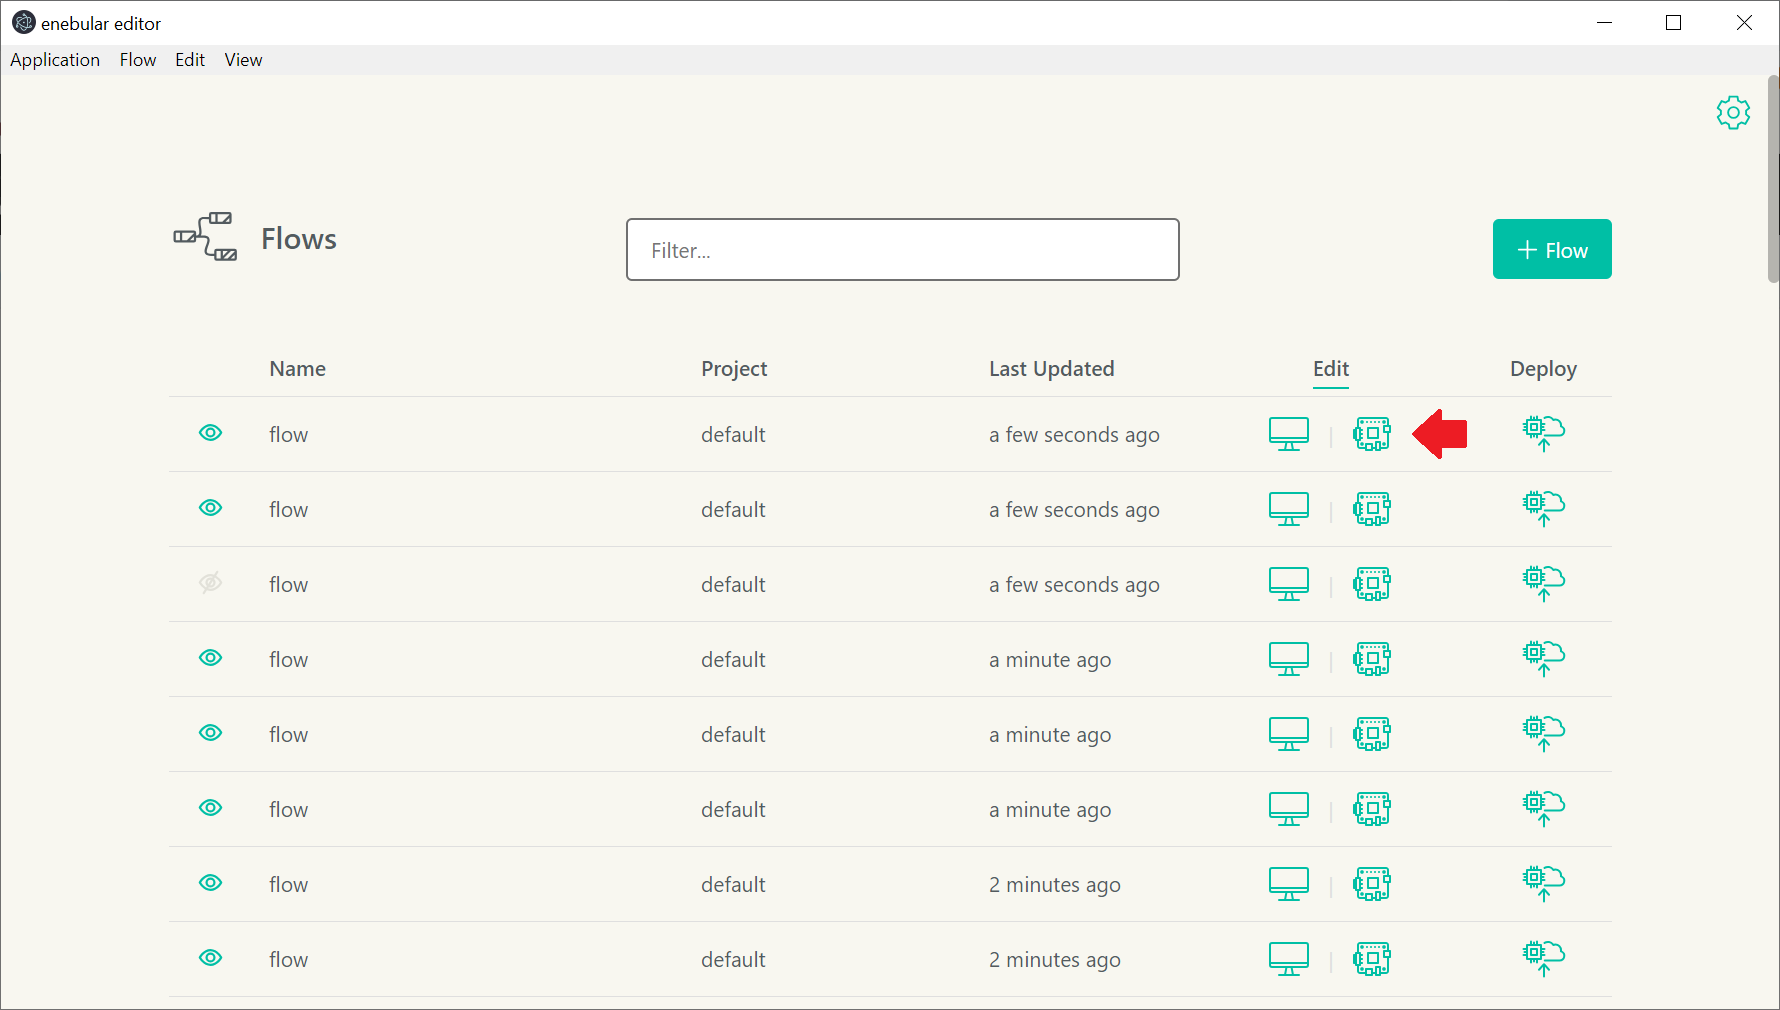 enebular editor
Application Flow Edit View
Flows
Filter...
+ Flow
Name Project Last Updated Edit Deploy
flow default a few seconds ago
flow default a few seconds ago
flow default a few seconds ago
flow default a minute ago
flow default a minute ago
flow default a minute ago
flow default 2 minutes ago
flow default 2 minutes ago